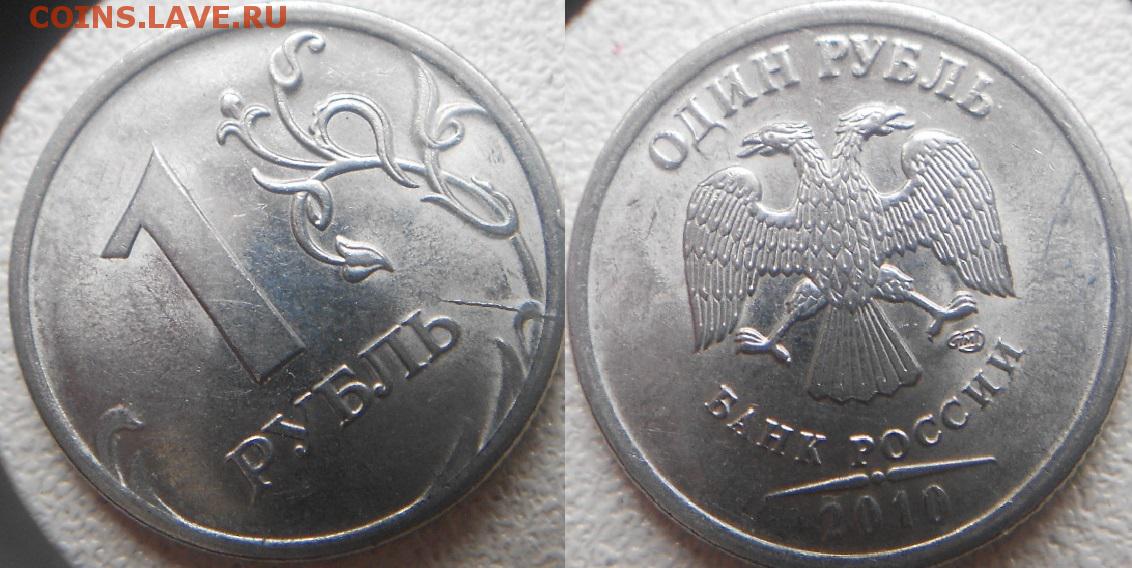 COINS.LAVE.RU
1
РУБЛЬ
ОДИН РУБЛЬ
БАНК РОССИИ
2010